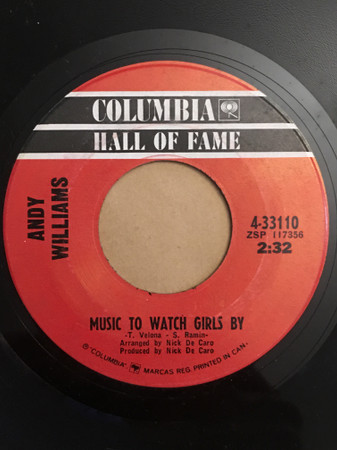 COLUMBIA
HALL OF FAME
ANDY
WILLIAMS
4-33110
ZSP 117356
2:32
MUSIC TO WATCH GIRLS BY
-T. Velona - S. Ramin-
Arranged by Nick De Caro
Produced by Nick De Caro
℗ "COLUMBIA" MARCAS REG. PRINTED IN CAN.